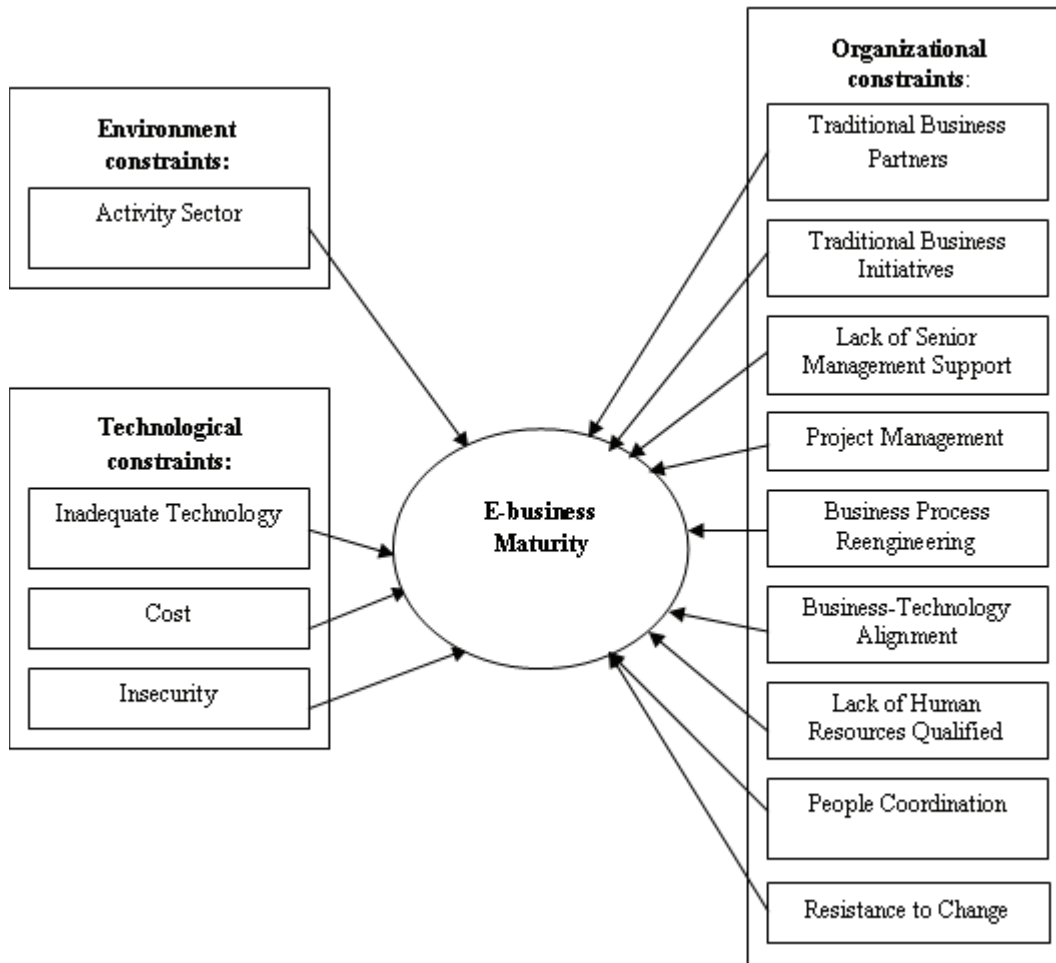 Environment
constraints:
Activity Sector
Technological
constraints:
Inadequate Technology
Cost
Insecurity
E-business
Maturity
Organizational
constraints:
Traditional Business
Partners
Traditional Business
Initiatives
Lack of Senior
Management Support
Project Management
Business Process
Reengineering
Business-Technology
Alignment
Lack of Human
Resources Qualified
People Coordination
Resistance to Change